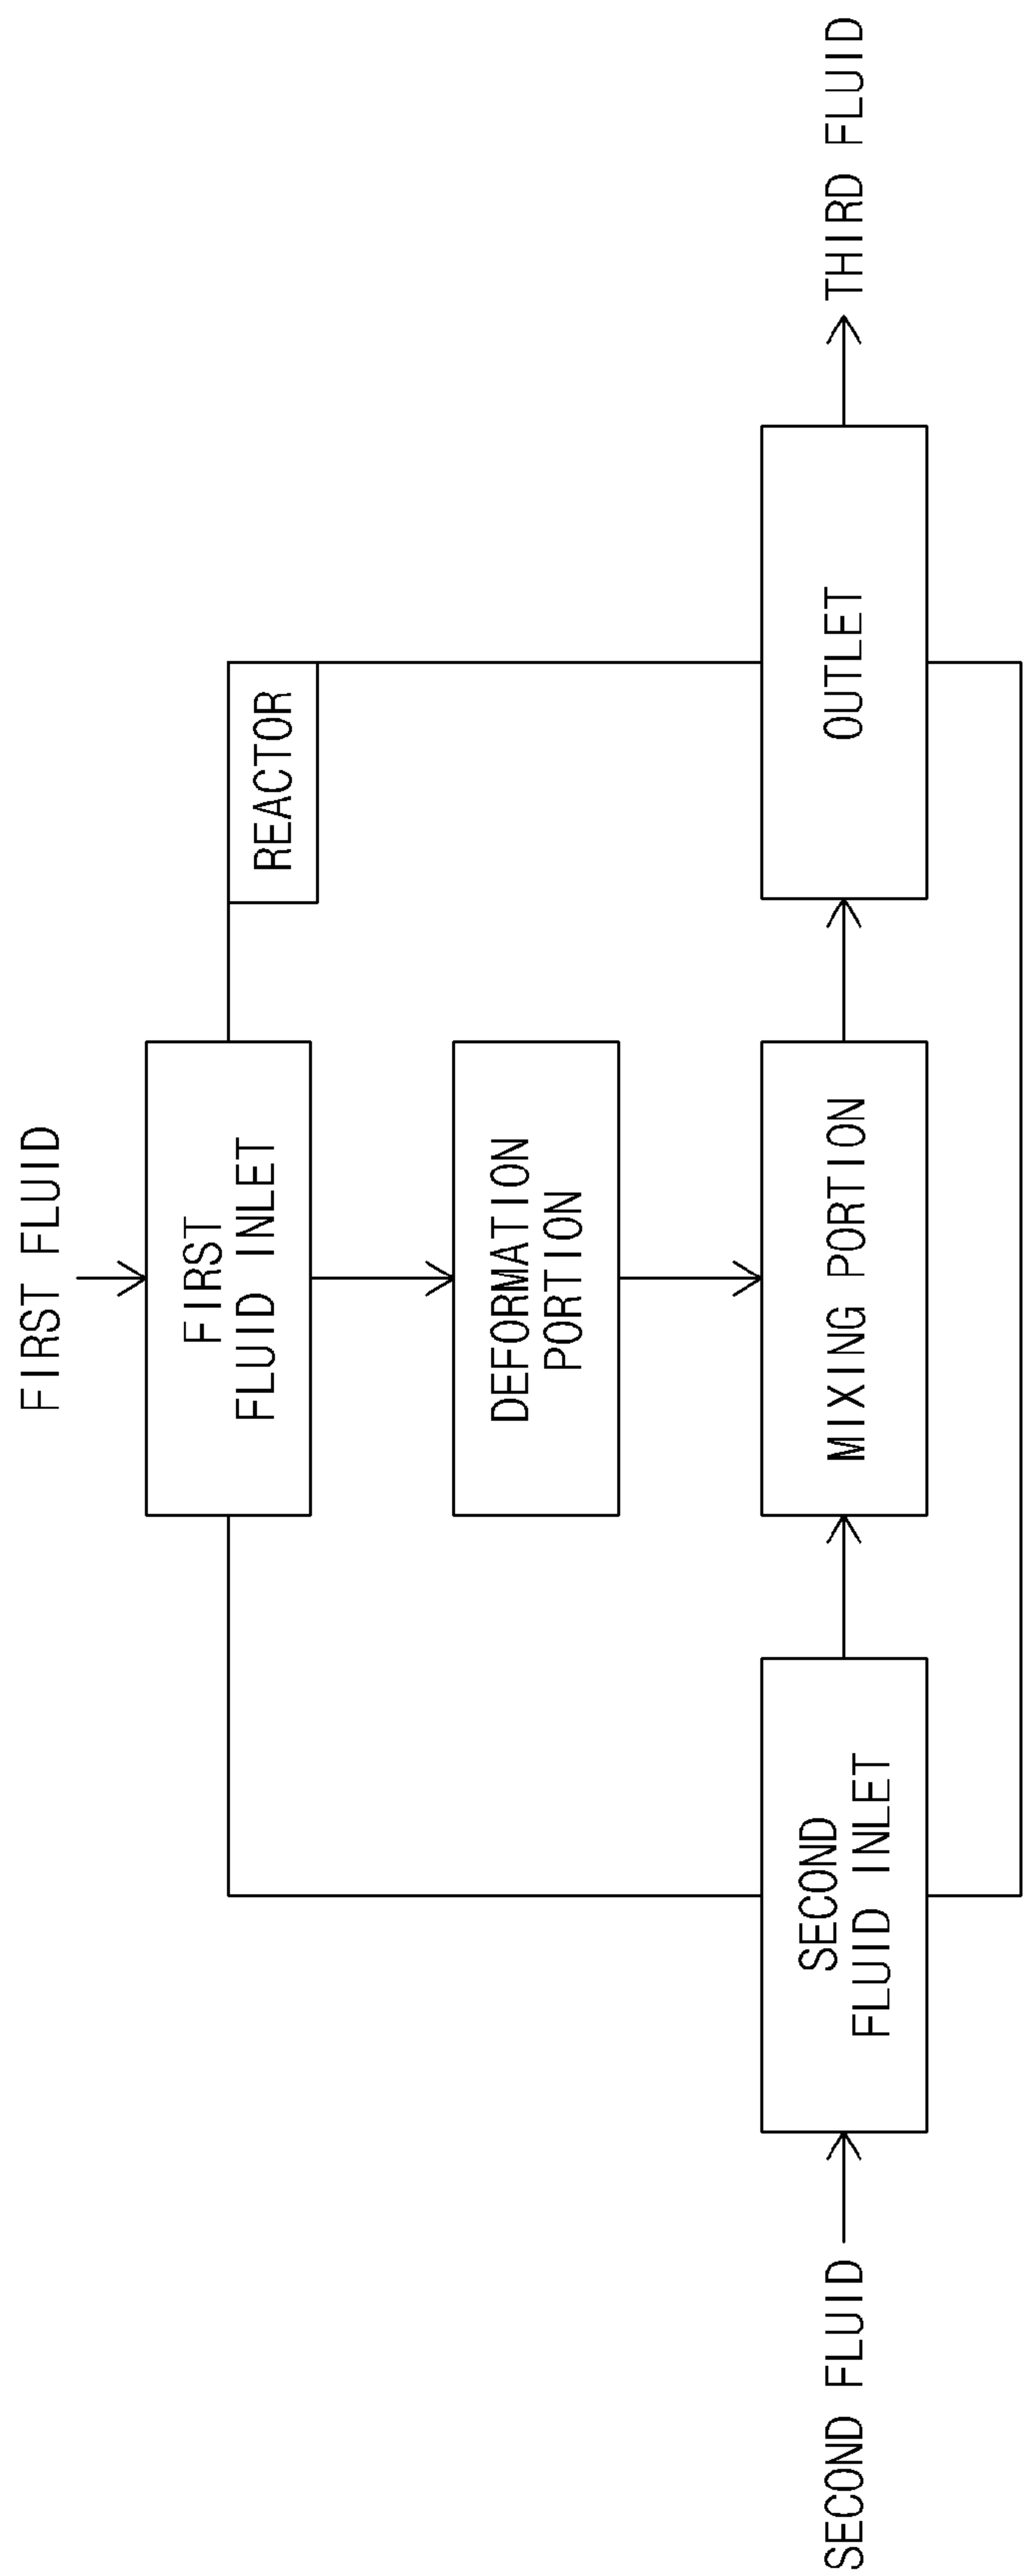 FIRST FLUID
FIRST
FLUID INLET
REACTOR
DEFORMATION
PORTION
SECOND FLUID
SECOND
FLUID INLET
MIXING PORTION
OUTLET
THIRD FLUID